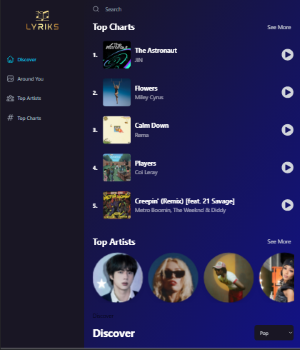 LYRIKS
Discover
Around You
Top Artists
Top Charts
Search
Top Charts
See More
1.
The Astronaut
JIN
2.
Flowers
Miley Cyrus
3.
Calm Down
Rema
4.
Players
Coi Leray
5.
Creepin' (Remix) [feat. 21 Savage]
Metro Boomin, The Weeknd & Diddy
Top Artists
See More
Discover
Discover
Pop